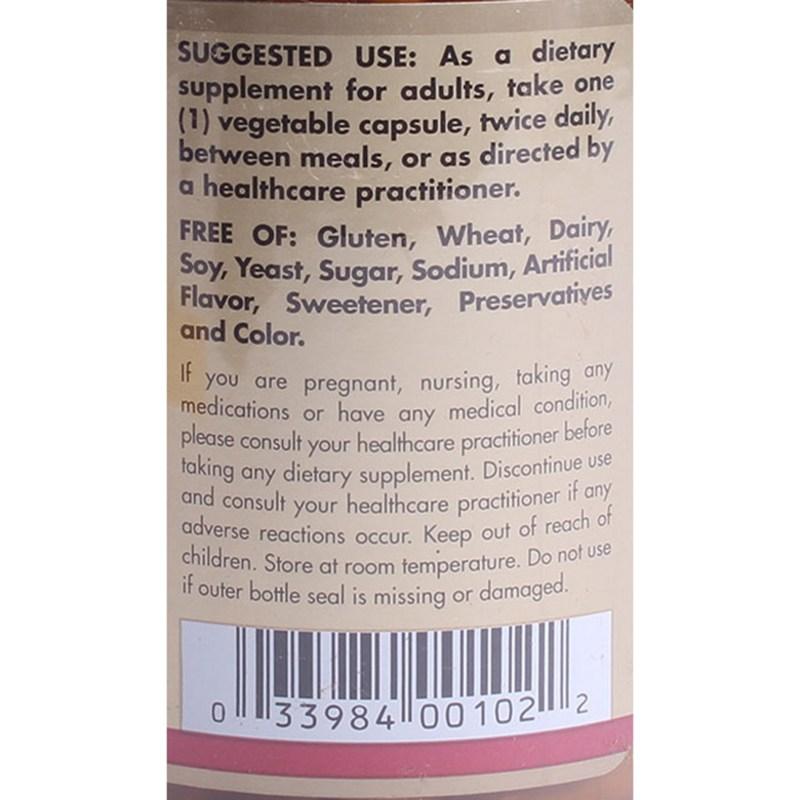 SUGGESTED USE: As a dietary
supplement for adults, take one
(1) vegetable capsule, twice daily,
between meals, or as directed by
a healthcare practitioner.
FREE OF: Gluten, Wheat, Dairy,
Soy, Yeast, Sugar, Sodium, Artificial
Flavor, Sweetener, Preservatives
and Color.
If you are pregnant, nursing, taking any
medications or have any medical condition,
please consult your healthcare practitioner before
taking any dietary supplement. Discontinue use
and consult your healthcare practitioner if any
adverse reactions occur. Keep out of reach of
children. Store at room temperature. Do not use
if outer bottle seal is missing or damaged.
0 33984 00102 2